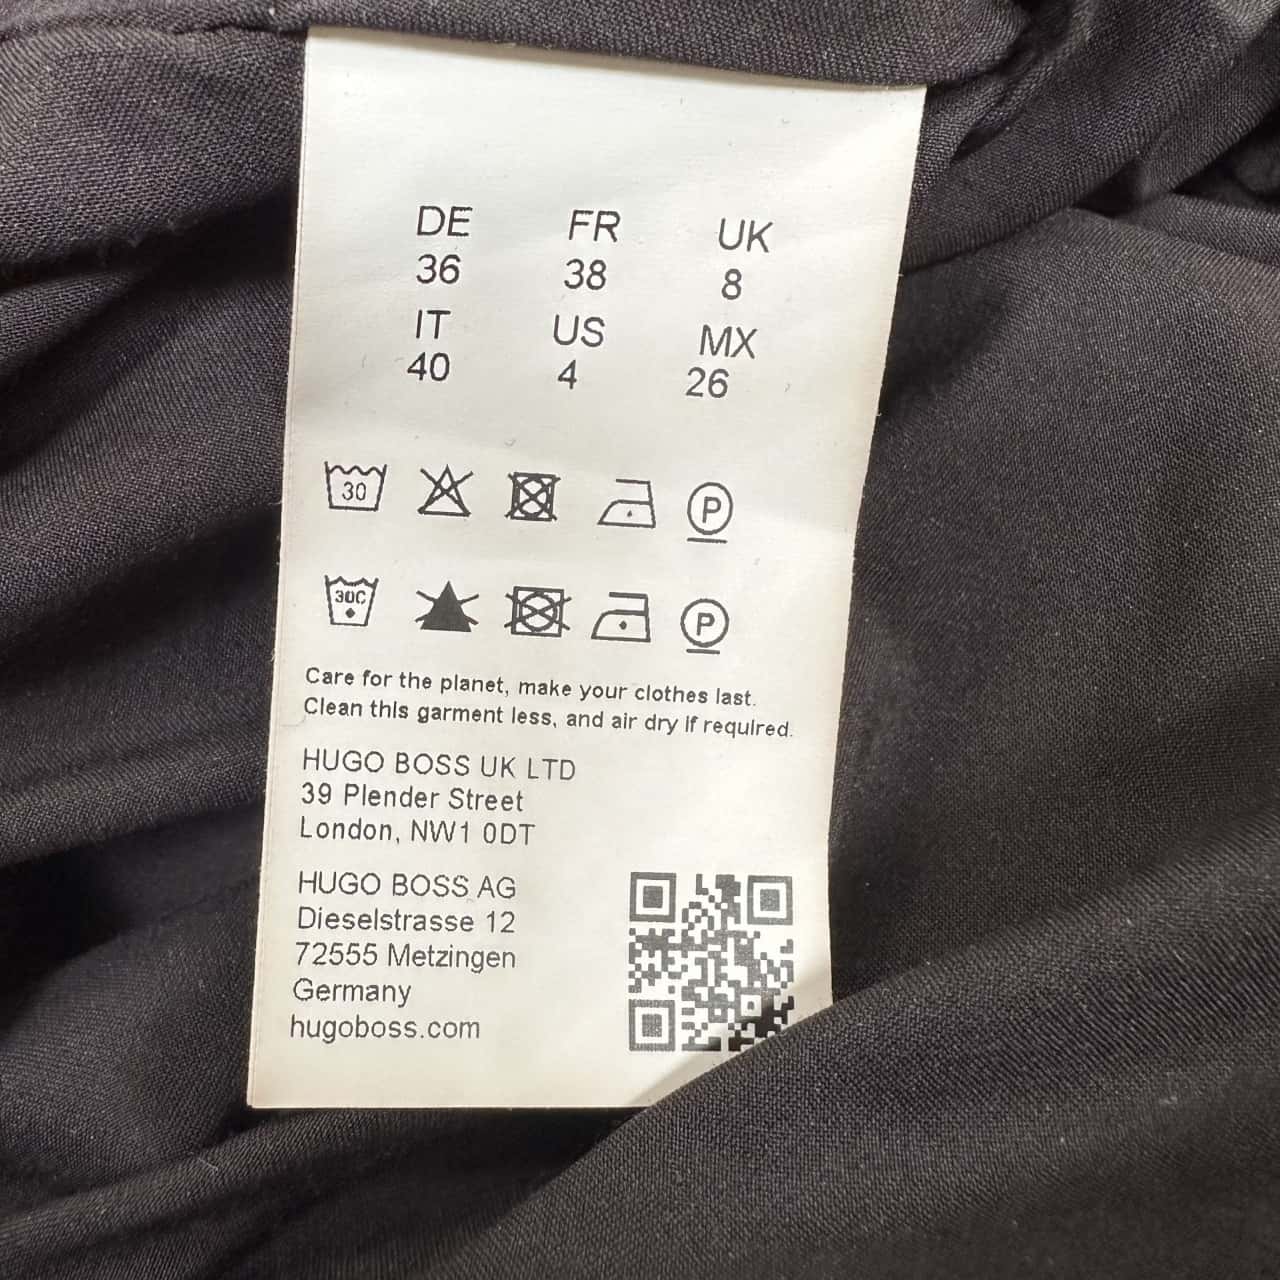 DE FR UK
36 38 8
IT US MX
40 4 26
30 P
30C P
Care for the planet, make your clothes last.
Clean this garment less, and air dry if required.
HUGO BOSS UK LTD
39 Plender Street
London, NW1 0DT
HUGO BOSS AG
Dieselstrasse 12
72555 Metzingen
Germany
hugoboss.com